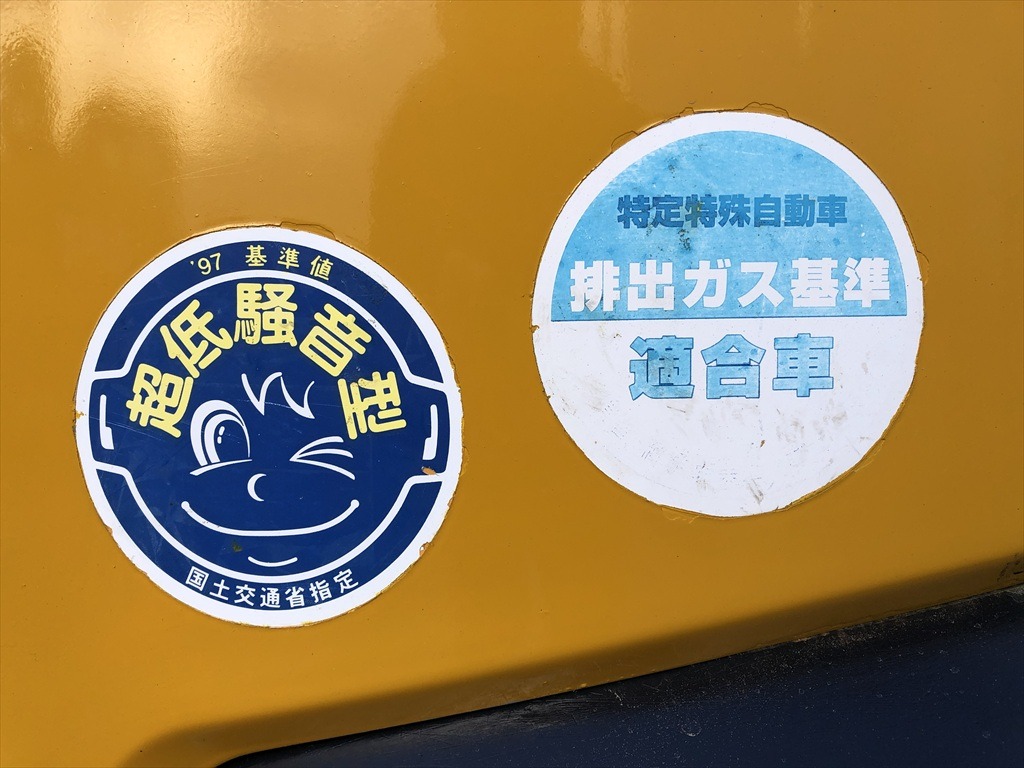 '97 基準値
超低騒音型
国土交通省指定
特定特殊自動車
排出ガス基準
適合車